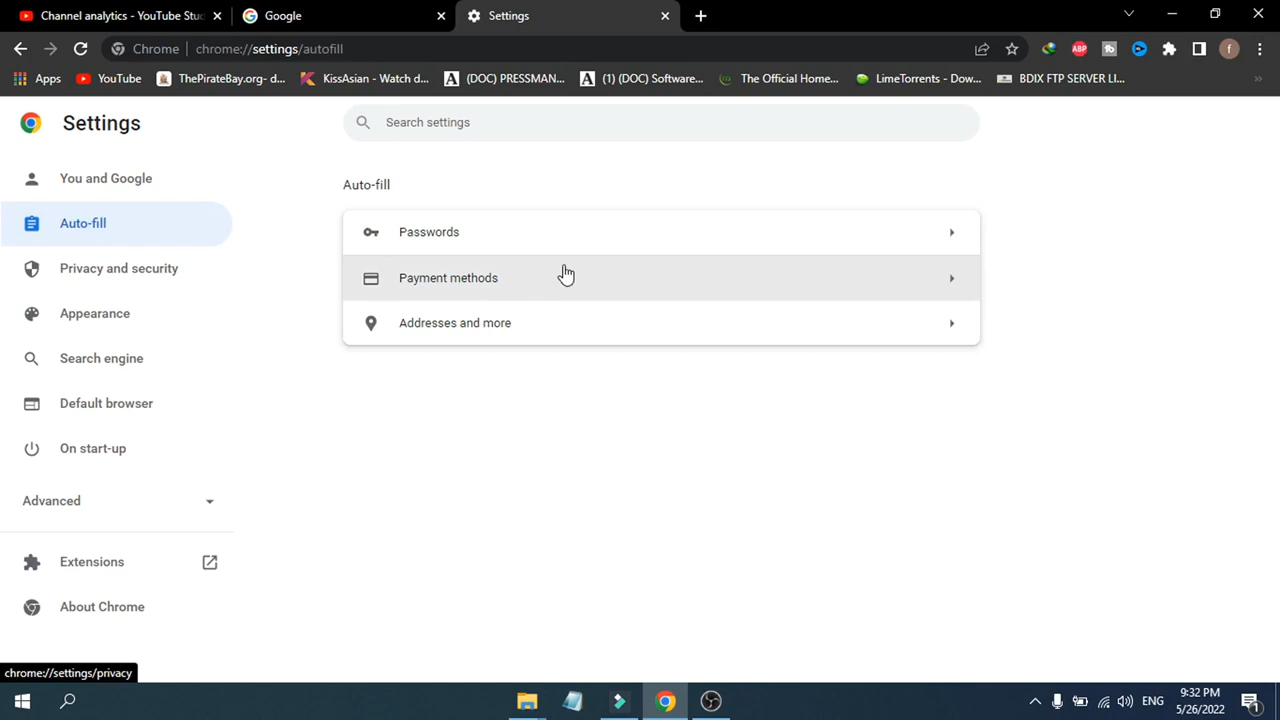 Channel analytics - YouTube Stu
Google
Settings
Chrome
chrome://settings/autofill
ABP
f
Apps
YouTube
ThePirateBay.org- d...
KissAsian - Watch d...
(DOC) PRESSMAN...
(1) (DOC) Software...
The Official Home...
LimeTorrents - Dow...
BDIX FTP SERVER LI...
Settings
Search settings
You and Google
Auto-fill
Privacy and security
Appearance
Search engine
Default browser
On start-up
Advanced
Extensions
About Chrome
Auto-fill
Passwords
Payment methods
Addresses and more
chrome://settings/privacy
ENG
9:32 PM
5/26/2022
1